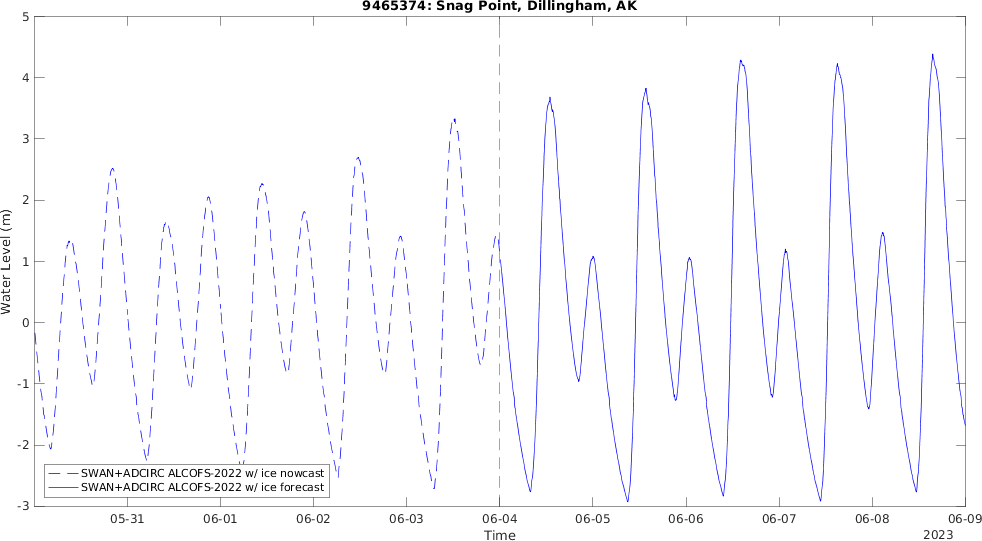 9465374: Snag Point, Dillingham, AK
5
4
3
2
1
0
-1
-2
-3
Water Level (m)
SWAN+ADCIRC ALCOFS-2022 w/ ice nowcast
SWAN+ADCIRC ALCOFS-2022 w/ ice forecast
05-31 06-01 06-02 06-03 06-04 06-05 06-06 06-07 06-08 06-09
Time
2023